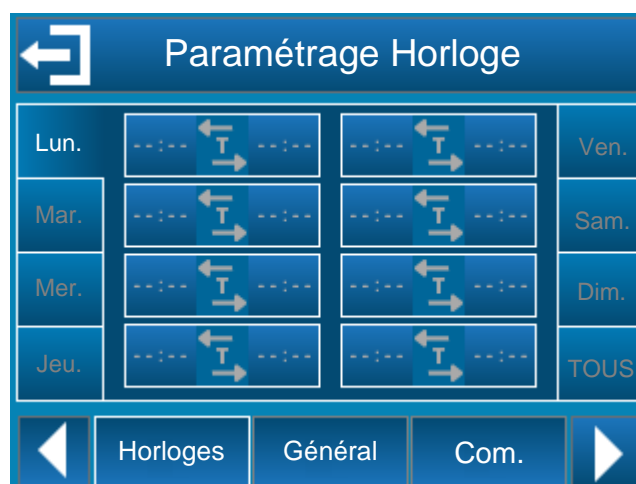 Paramétrage Horloge
Lun. --:-- T --:-- --:-- T --:-- Ven.
Mar. --:-- T --:-- --:-- T --:-- Sam.
Mer. --:-- T --:-- --:-- T --:-- Dim.
Jeu. --:-- T --:-- --:-- T --:-- TOUS
Horloges Général Com.